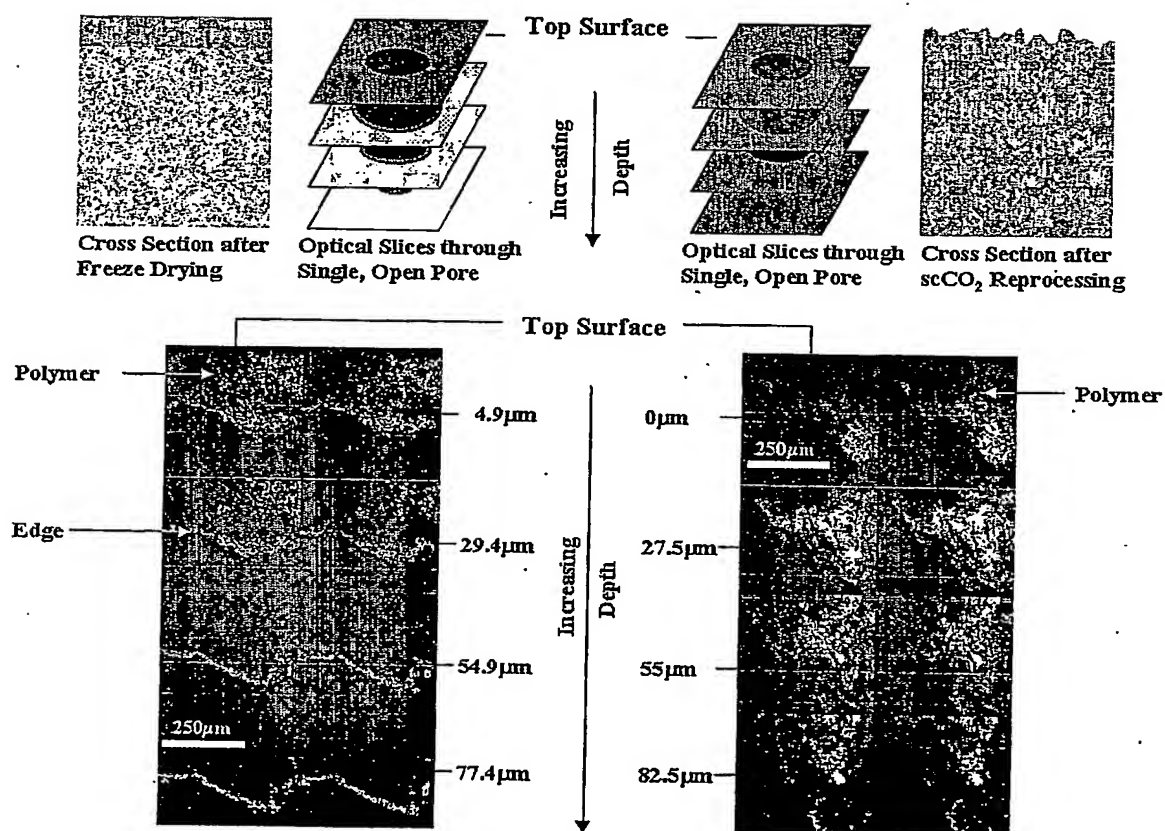 Top Surface
Increasing
Depth
Cross Section after
Freeze Drying
Optical Slices through
Single, Open Pore
Optical Slices through
Single, Open Pore
Cross Section after
scCO₂ Reprocessing
Top Surface
Polymer
4.9µm
Edge
29.4µm
54.9µm
250µm
77.4µm
Increasing
Depth
Polymer
0µm
250µm
27.5µm
55µm
82.5µm